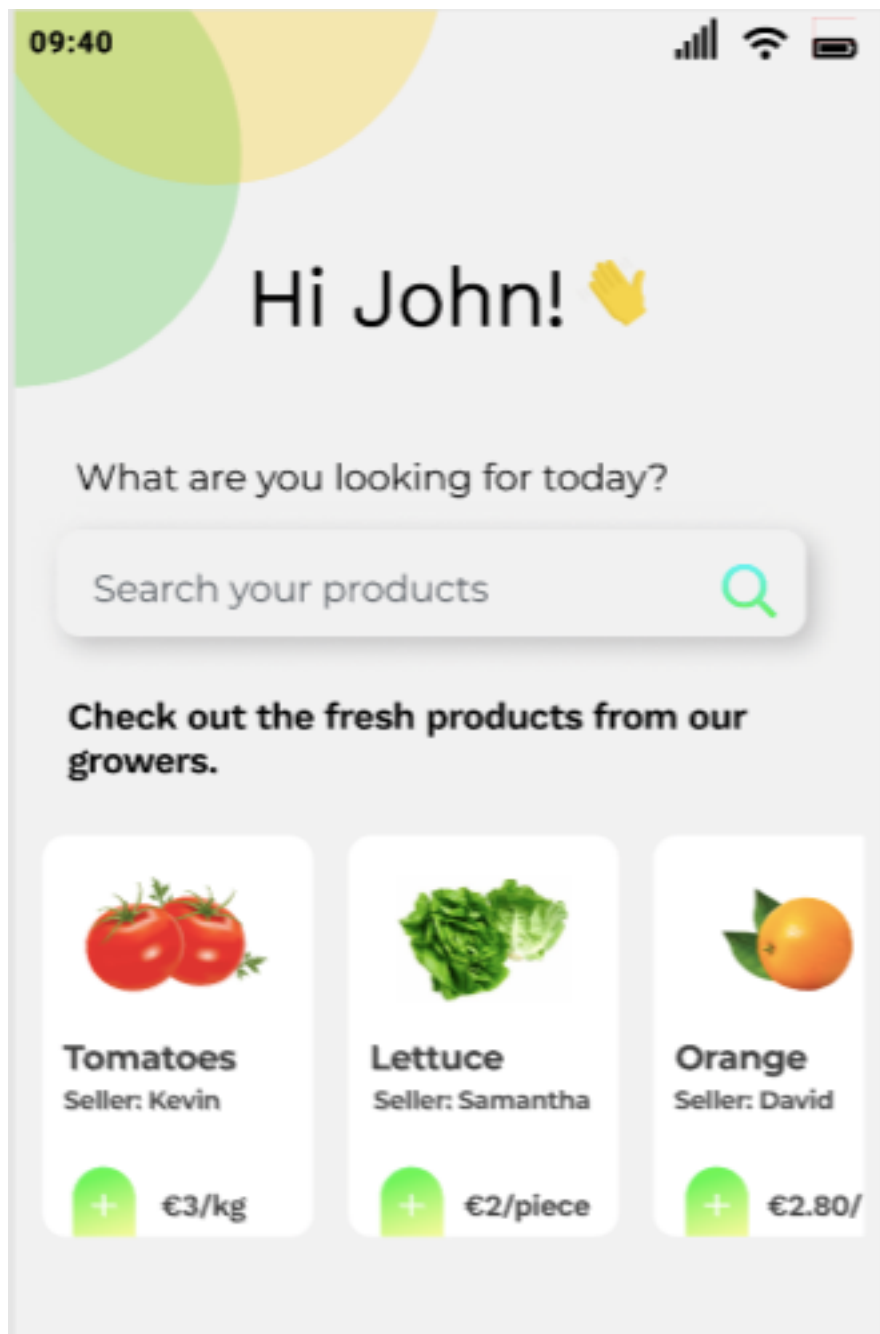 09:40
Hi John! 👋
What are you looking for today?
Search your products
Check out the fresh products from our
growers.
Tomatoes
Seller: Kevin
+ €3/kg
Lettuce
Seller: Samantha
+ €2/piece
Orange
Seller: David
+ €2.80/